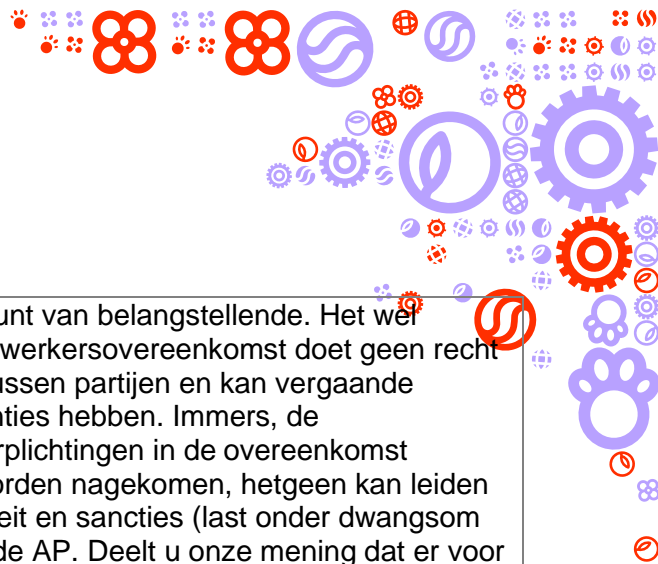 unt van belangstellende. Het wel
werkersovereenkomst doet geen recht
ussen partijen en kan vergaande
nties hebben. Immers, de
rplichtingen in de overeenkomst
orden nagekomen, hetgeen kan leiden
eit en sancties (last onder dwangsom
de AP. Deelt u onze mening dat er voor